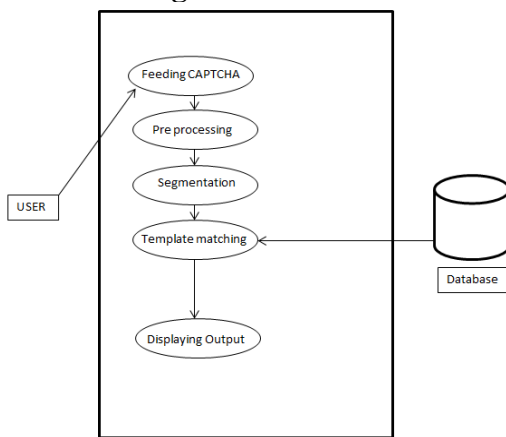 Feeding CAPTCHA
Pre processing
Segmentation
USER
Template matching
Database
Displaying Output